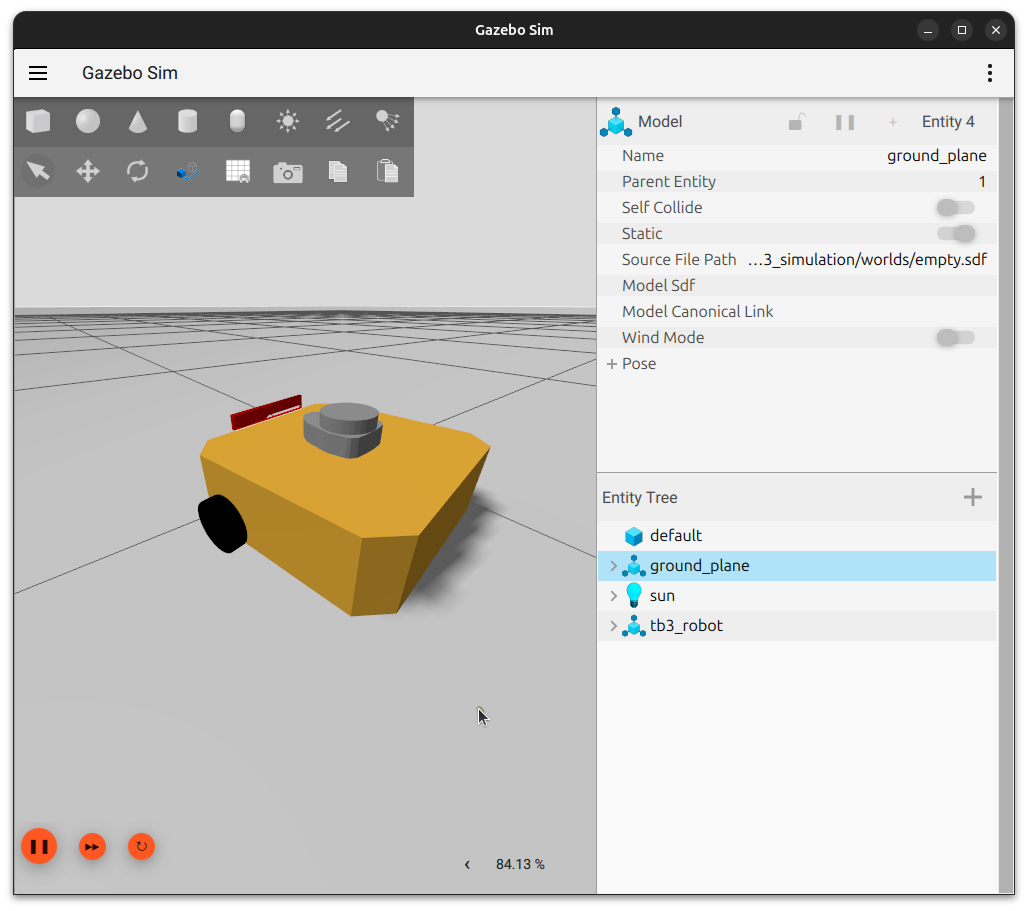 Gazebo Sim
Gazebo Sim
Model
Entity 4
Name ground_plane
Parent Entity 1
Self Collide
Static
Source File Path …3_simulation/worlds/empty.sdf
Model Sdf
Model Canonical Link
Wind Mode
Pose
Entity Tree
default
ground_plane
sun
tb3_robot
84.13 %